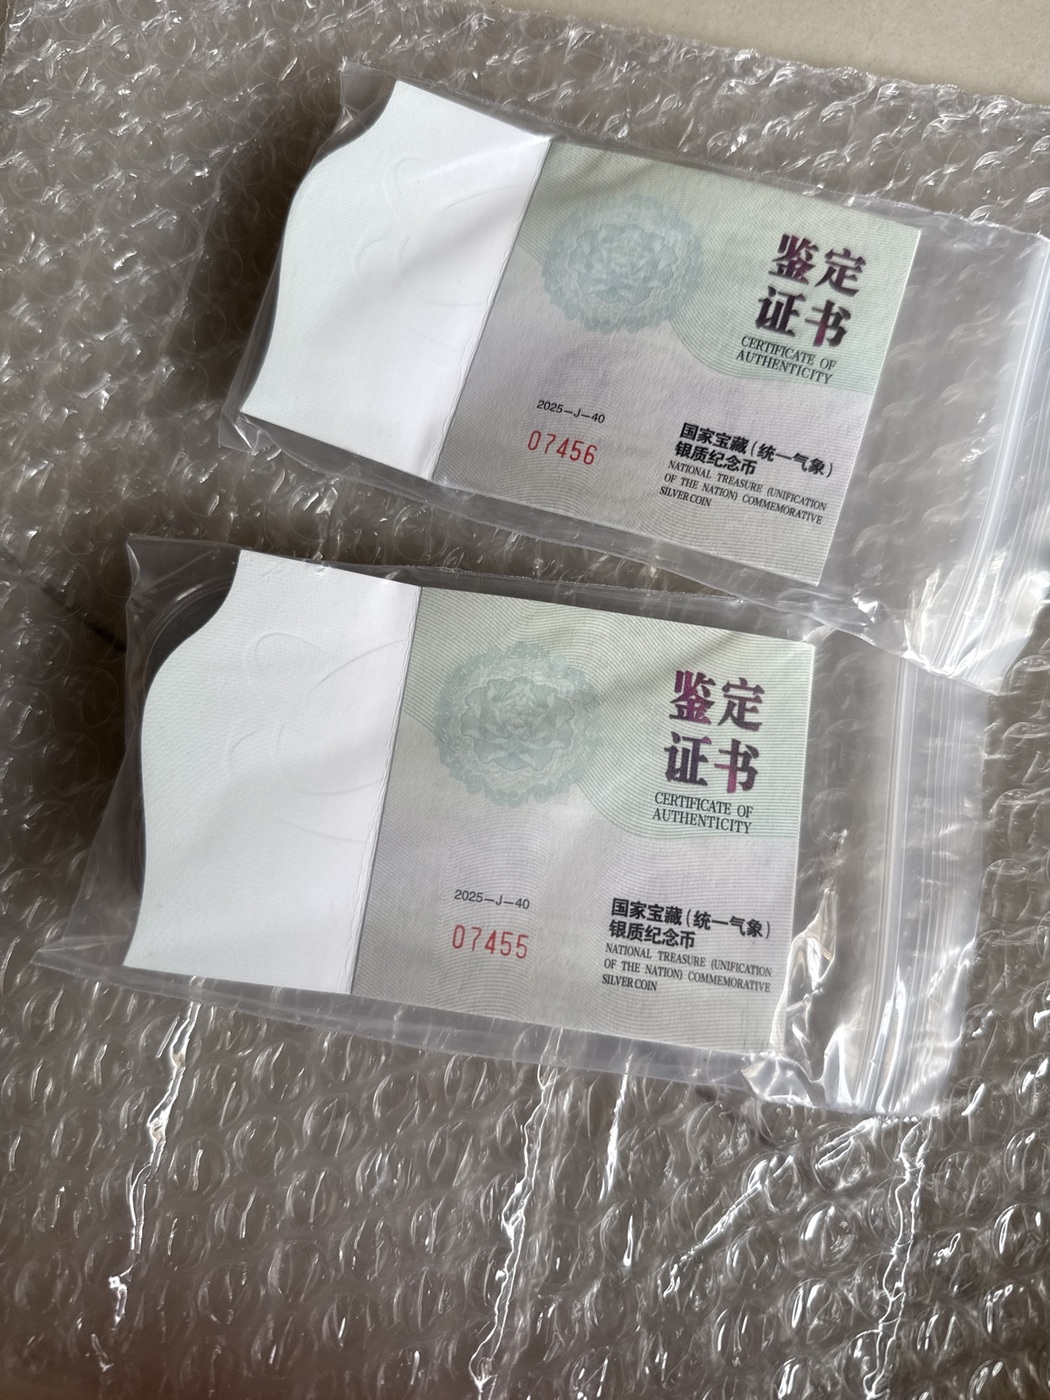 鉴定
证书
CERTIFICATE OF
AUTHENTICITY
2025-J-40
07456
国家宝藏(统一气象)
银质纪念币
NATIONAL TREASURE (UNIFICATION
OF THE NATION) COMMEMORATIVE
SILVER COIN
鉴定
证书
CERTIFICATE OF
AUTHENTICITY
2025-J-40
07455
国家宝藏(统一气象)
银质纪念币
NATIONAL TREASURE (UNIFICATION
OF THE NATION) COMMEMORATIVE
SILVER COIN